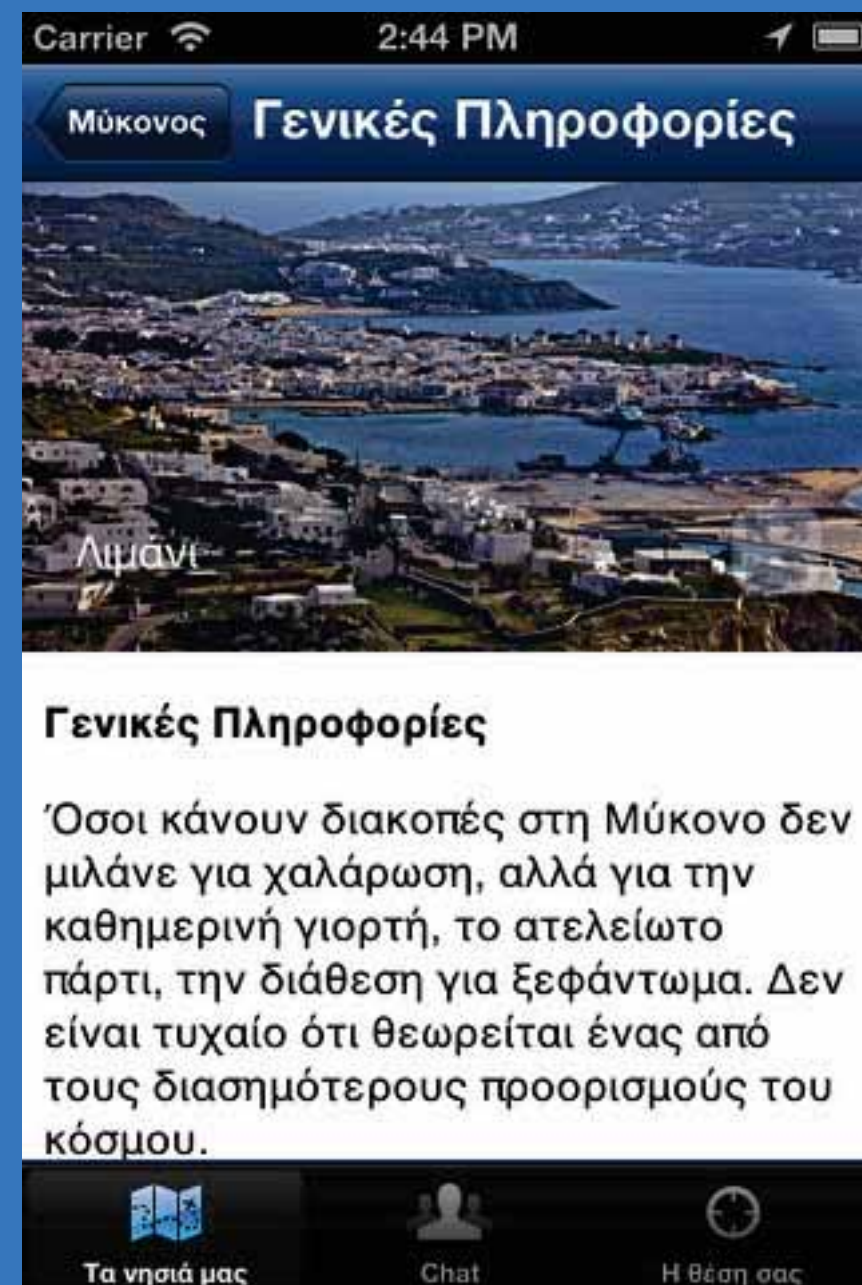 Carrier 2:44 PM
Μύκονος Γενικές Πληροφορίες
Λιμάνι
Γενικές Πληροφορίες
Όσοι κάνουν διακοπές στη Μύκονο δεν
μιλάνε για χαλάρωση, αλλά για την
καθημερινή γιορτή, το ατελείωτο
πάρτι, την διάθεση για ξεφάντωμα. Δεν
είναι τυχαίο ότι θεωρείται ένας από
τους διασημότερους προορισμούς του
κόσμου.
Τα νησιά μας Chat Η θέση σας